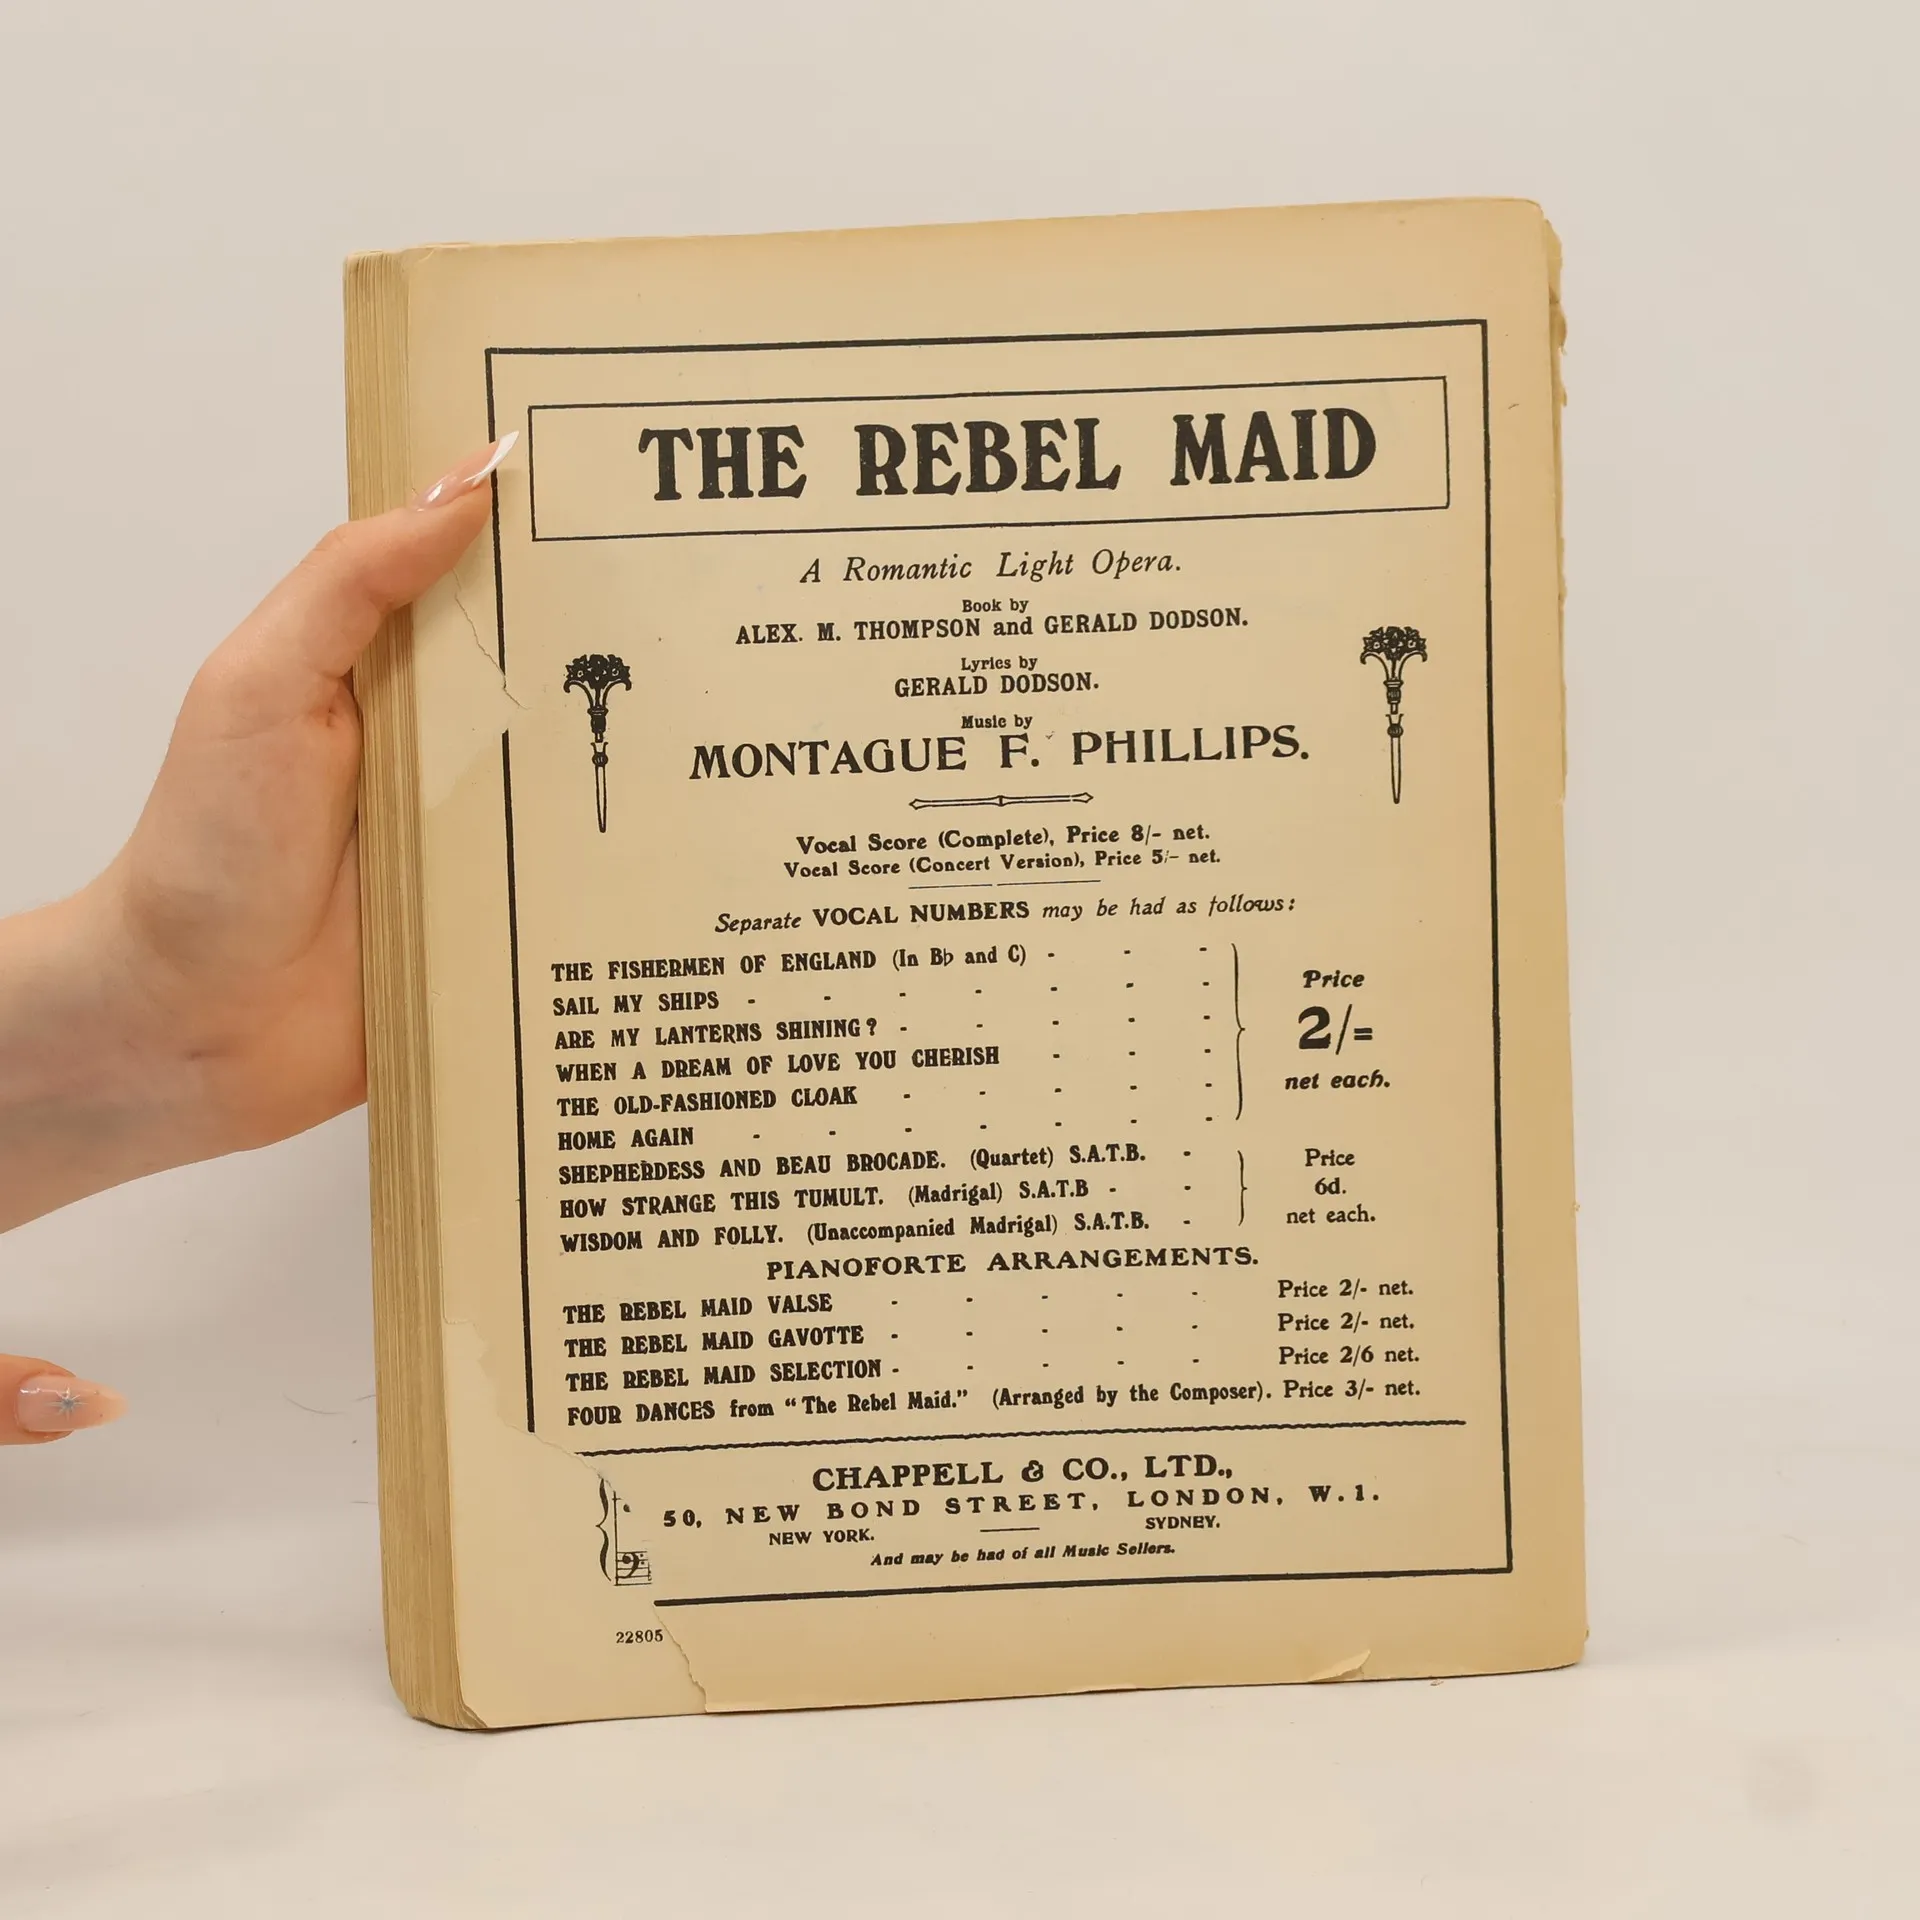 THE REBEL MAID
A Romantic Light Opera.
Book by
ALEX. M. THOMPSON and GERALD DODSON.
Lyrics by
GERALD DODSON.
Music by
MONTAGUE F. PHILLIPS.
Vocal Score (Complete), Price 8/- net.
Vocal Score (Concert Version), Price 5/- net.
Separate VOCAL NUMBERS may be had as follows:
THE FISHERMEN OF ENGLAND (In B♭ and C) - - -
SAIL MY SHIPS - - - - - - -
ARE MY LANTERNS SHINING? - - - - -
WHEN A DREAM OF LOVE YOU CHERISH - - -
THE OLD-FASHIONED CLOAK - - - - -
HOME AGAIN - - - - - - -
Price
2/=
net each.
SHEPHERDESS AND BEAU BROCADE. (Quartet) S.A.T.B. -
HOW STRANGE THIS TUMULT. (Madrigal) S.A.T.B - -
WISDOM AND FOLLY. (Unaccompanied Madrigal) S.A.T.B. -
Price
6d.
net each.
PIANOFORTE ARRANGEMENTS.
THE REBEL MAID VALSE - - - - - Price 2/- net.
THE REBEL MAID GAVOTTE - - - - - Price 2/- net.
THE REBEL MAID SELECTION - - - - - Price 2/6 net.
FOUR DANCES from "The Rebel Maid." (Arranged by the Composer). Price 3/- net.
CHAPPELL & CO., LTD.,
50, NEW BOND STREET, LONDON, W.1.
NEW YORK. SYDNEY.
And may be had of all Music Sellers.
22805